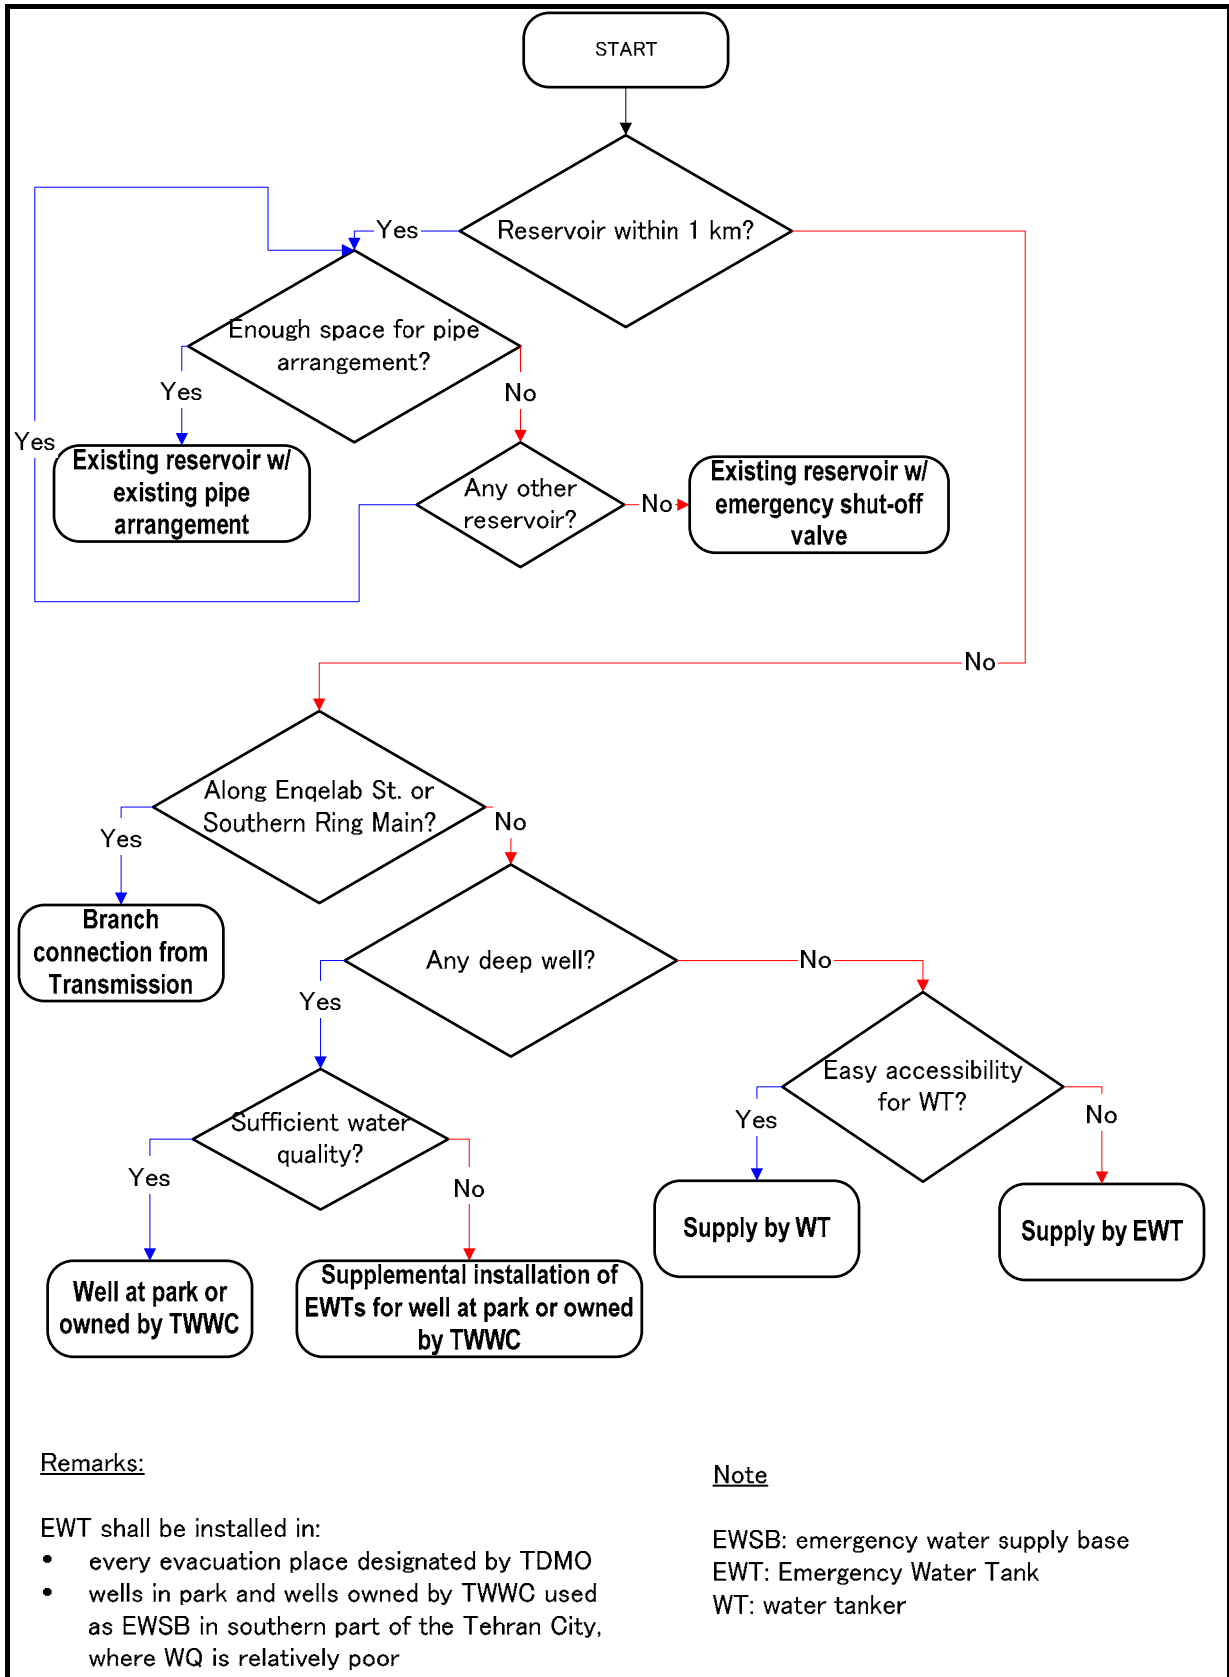 START
Reservoir within 1 km?
Yes
Enough space for pipe
arrangement?
Yes
No
Yes
Existing reservoir w/
existing pipe
arrangement
Any other
reservoir?
No
Existing reservoir w/
emergency shut-off
valve
No
Along Enqelab St. or
Southern Ring Main?
Yes
No
Branch
connection from
Transmission
Any deep well?
Yes
No
Sufficient water
quality?
Easy accessibility
for WT?
Yes
No
Yes
No
Supply by WT
Supply by EWT
Well at park or
owned by TWWC
Supplemental installation of
EWTs for well at park or owned
by TWWC
Remarks:
EWT shall be installed in:
• every evacuation place designated by TDMO
• wells in park and wells owned by TWWC used
as EWSB in southern part of the Tehran City,
where WQ is relatively poor
Note
EWSB: emergency water supply base
EWT: Emergency Water Tank
WT: water tanker